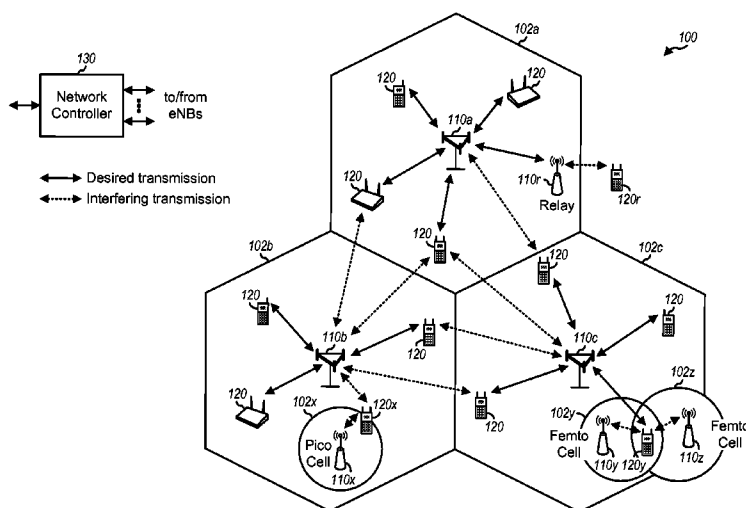 102a
100
130
Network
Controller
to/from
eNBs
120
120
110a
Desired transmission
Interfering transmission
120
110r
Relay
120r
102b
120
120
102c
120
120
110b
120
110c
120
120
102x
120x
120
102y
102z
Pico
Cell
110x
Femto
Cell
110y
120y
110z
Femto
Cell